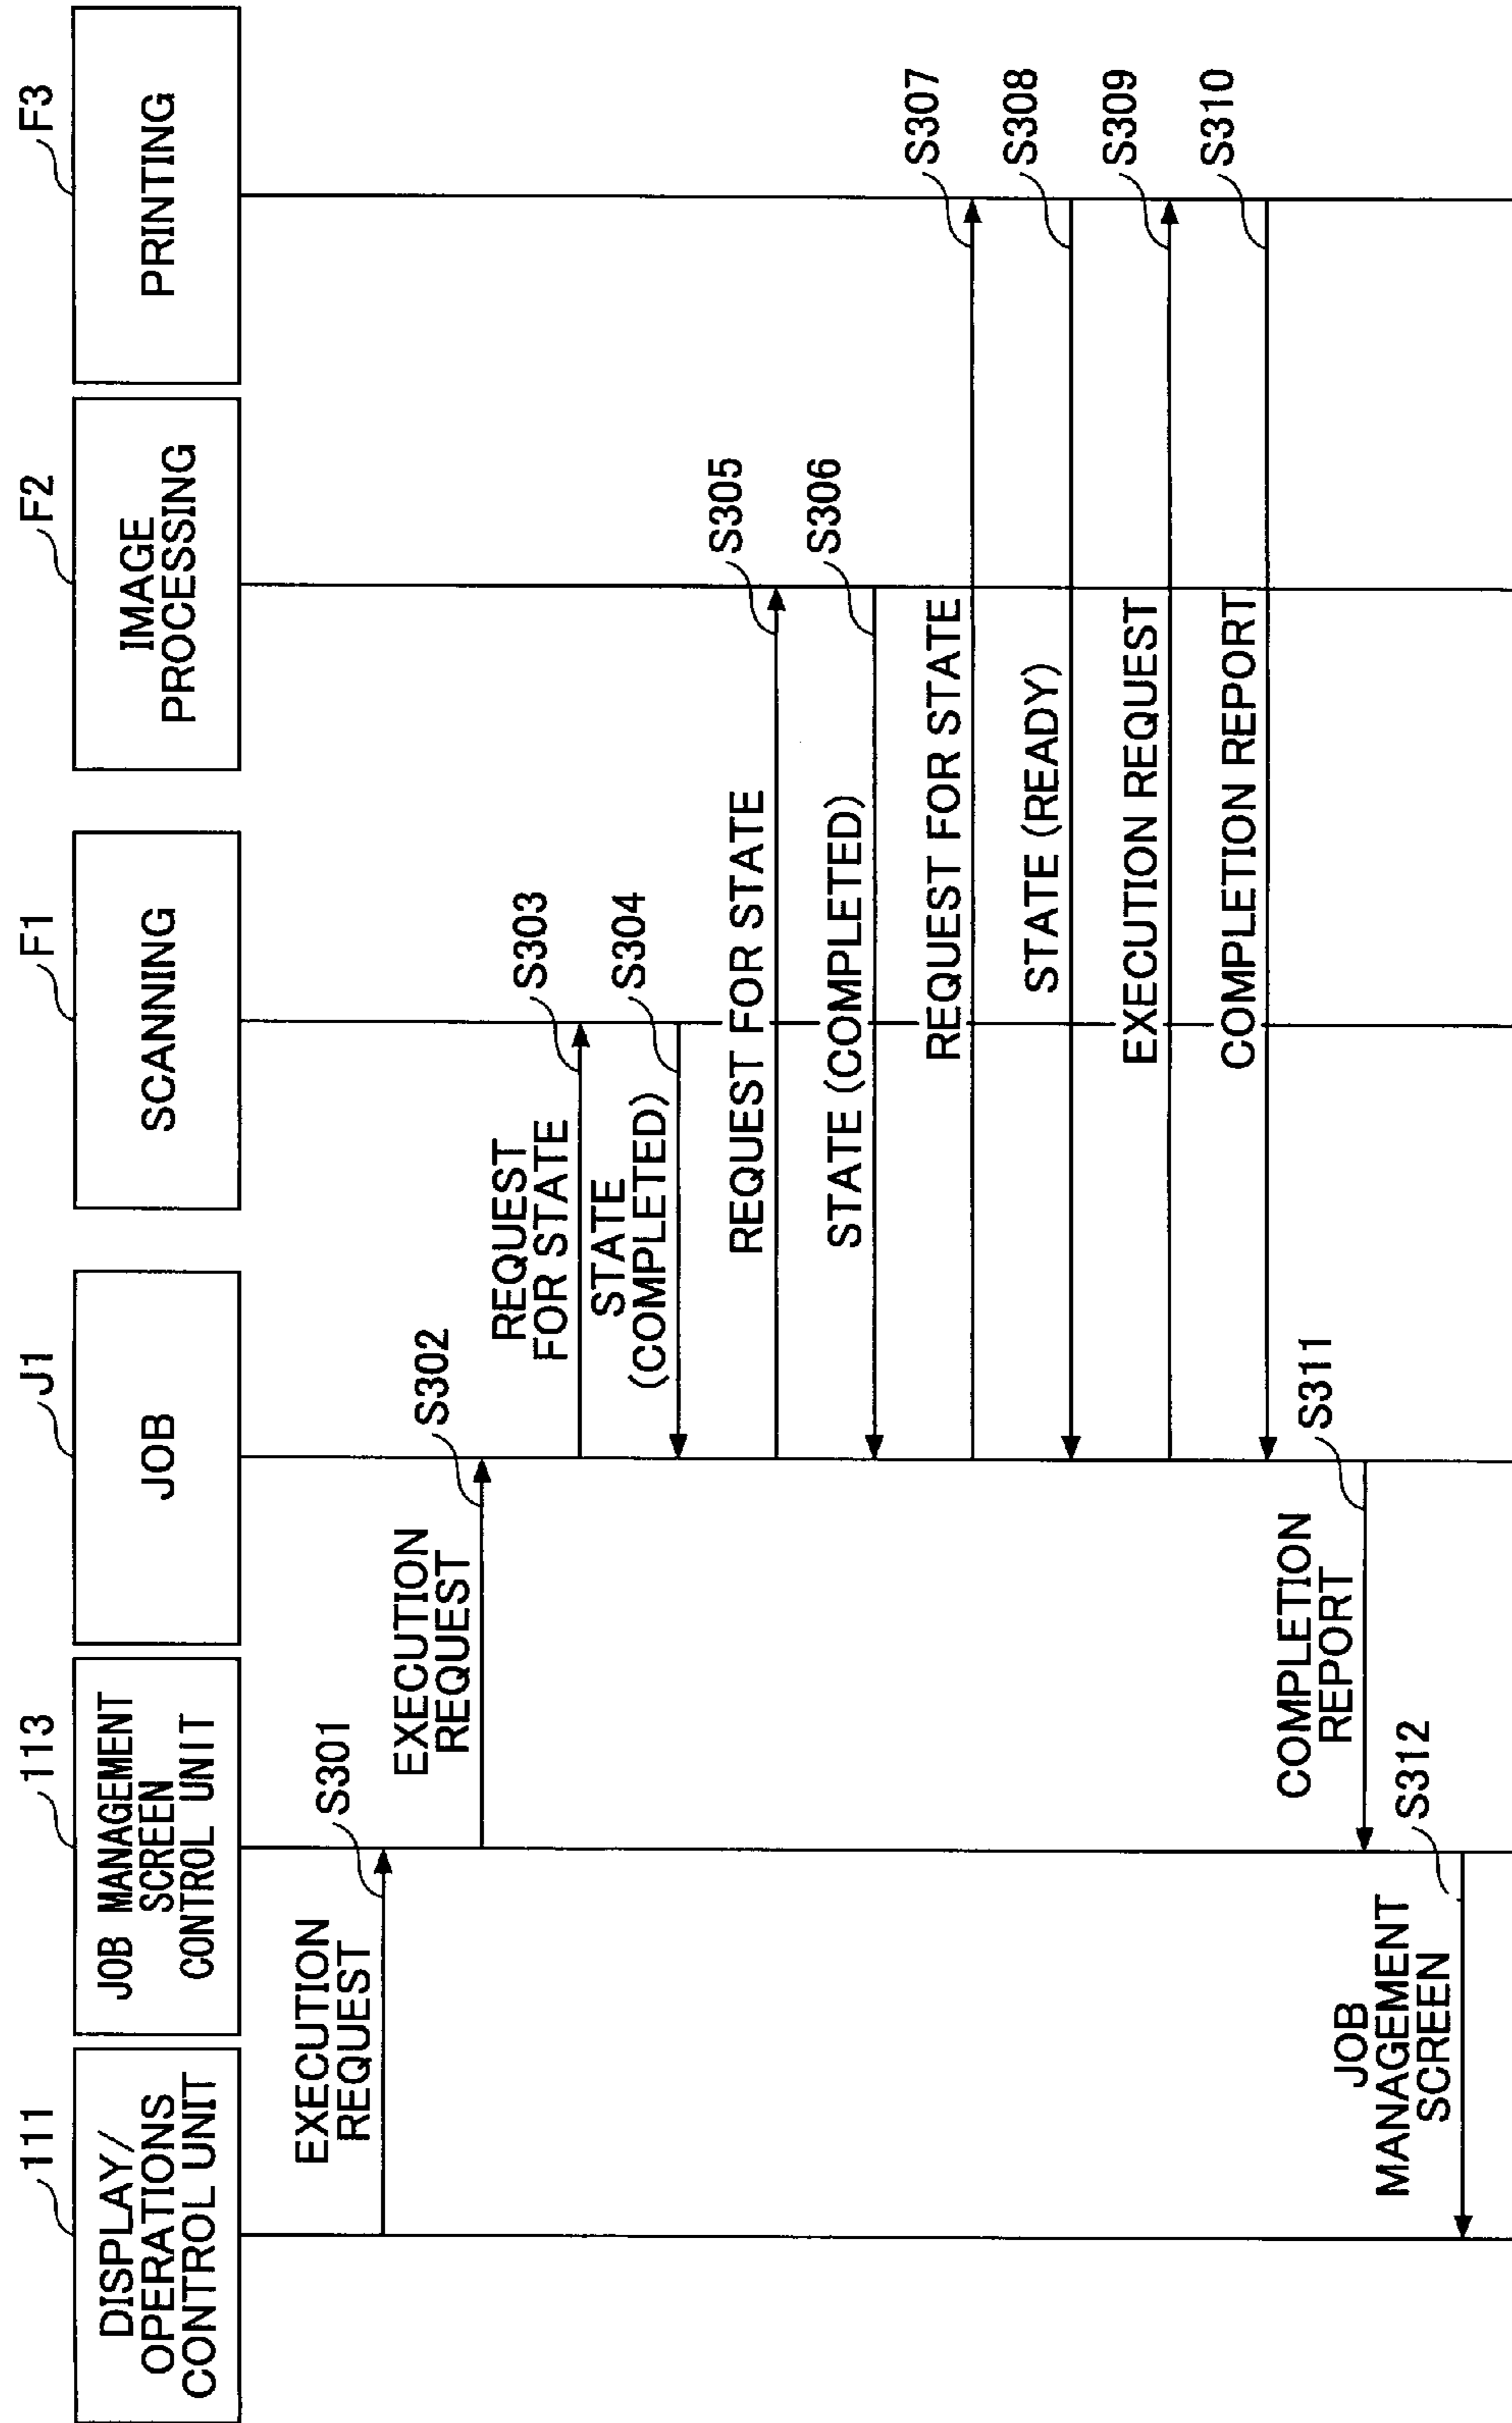 111
DISPLAY/
OPERATIONS
CONTROL UNIT
113
JOB MANAGEMENT
SCREEN
CONTROL UNIT
J1
JOB
F1
SCANNING
F2
IMAGE
PROCESSING
F3
PRINTING
EXECUTION
REQUEST
S301
EXECUTION
REQUEST
S302
REQUEST
FOR STATE
S303
STATE
(COMPLETED)
S304
REQUEST FOR STATE
S305
STATE (COMPLETED)
S306
REQUEST FOR STATE
S307
STATE (READY)
S308
EXECUTION REQUEST
S309
COMPLETION REPORT
S310
COMPLETION
REPORT
S311
JOB
MANAGEMENT
SCREEN
S312